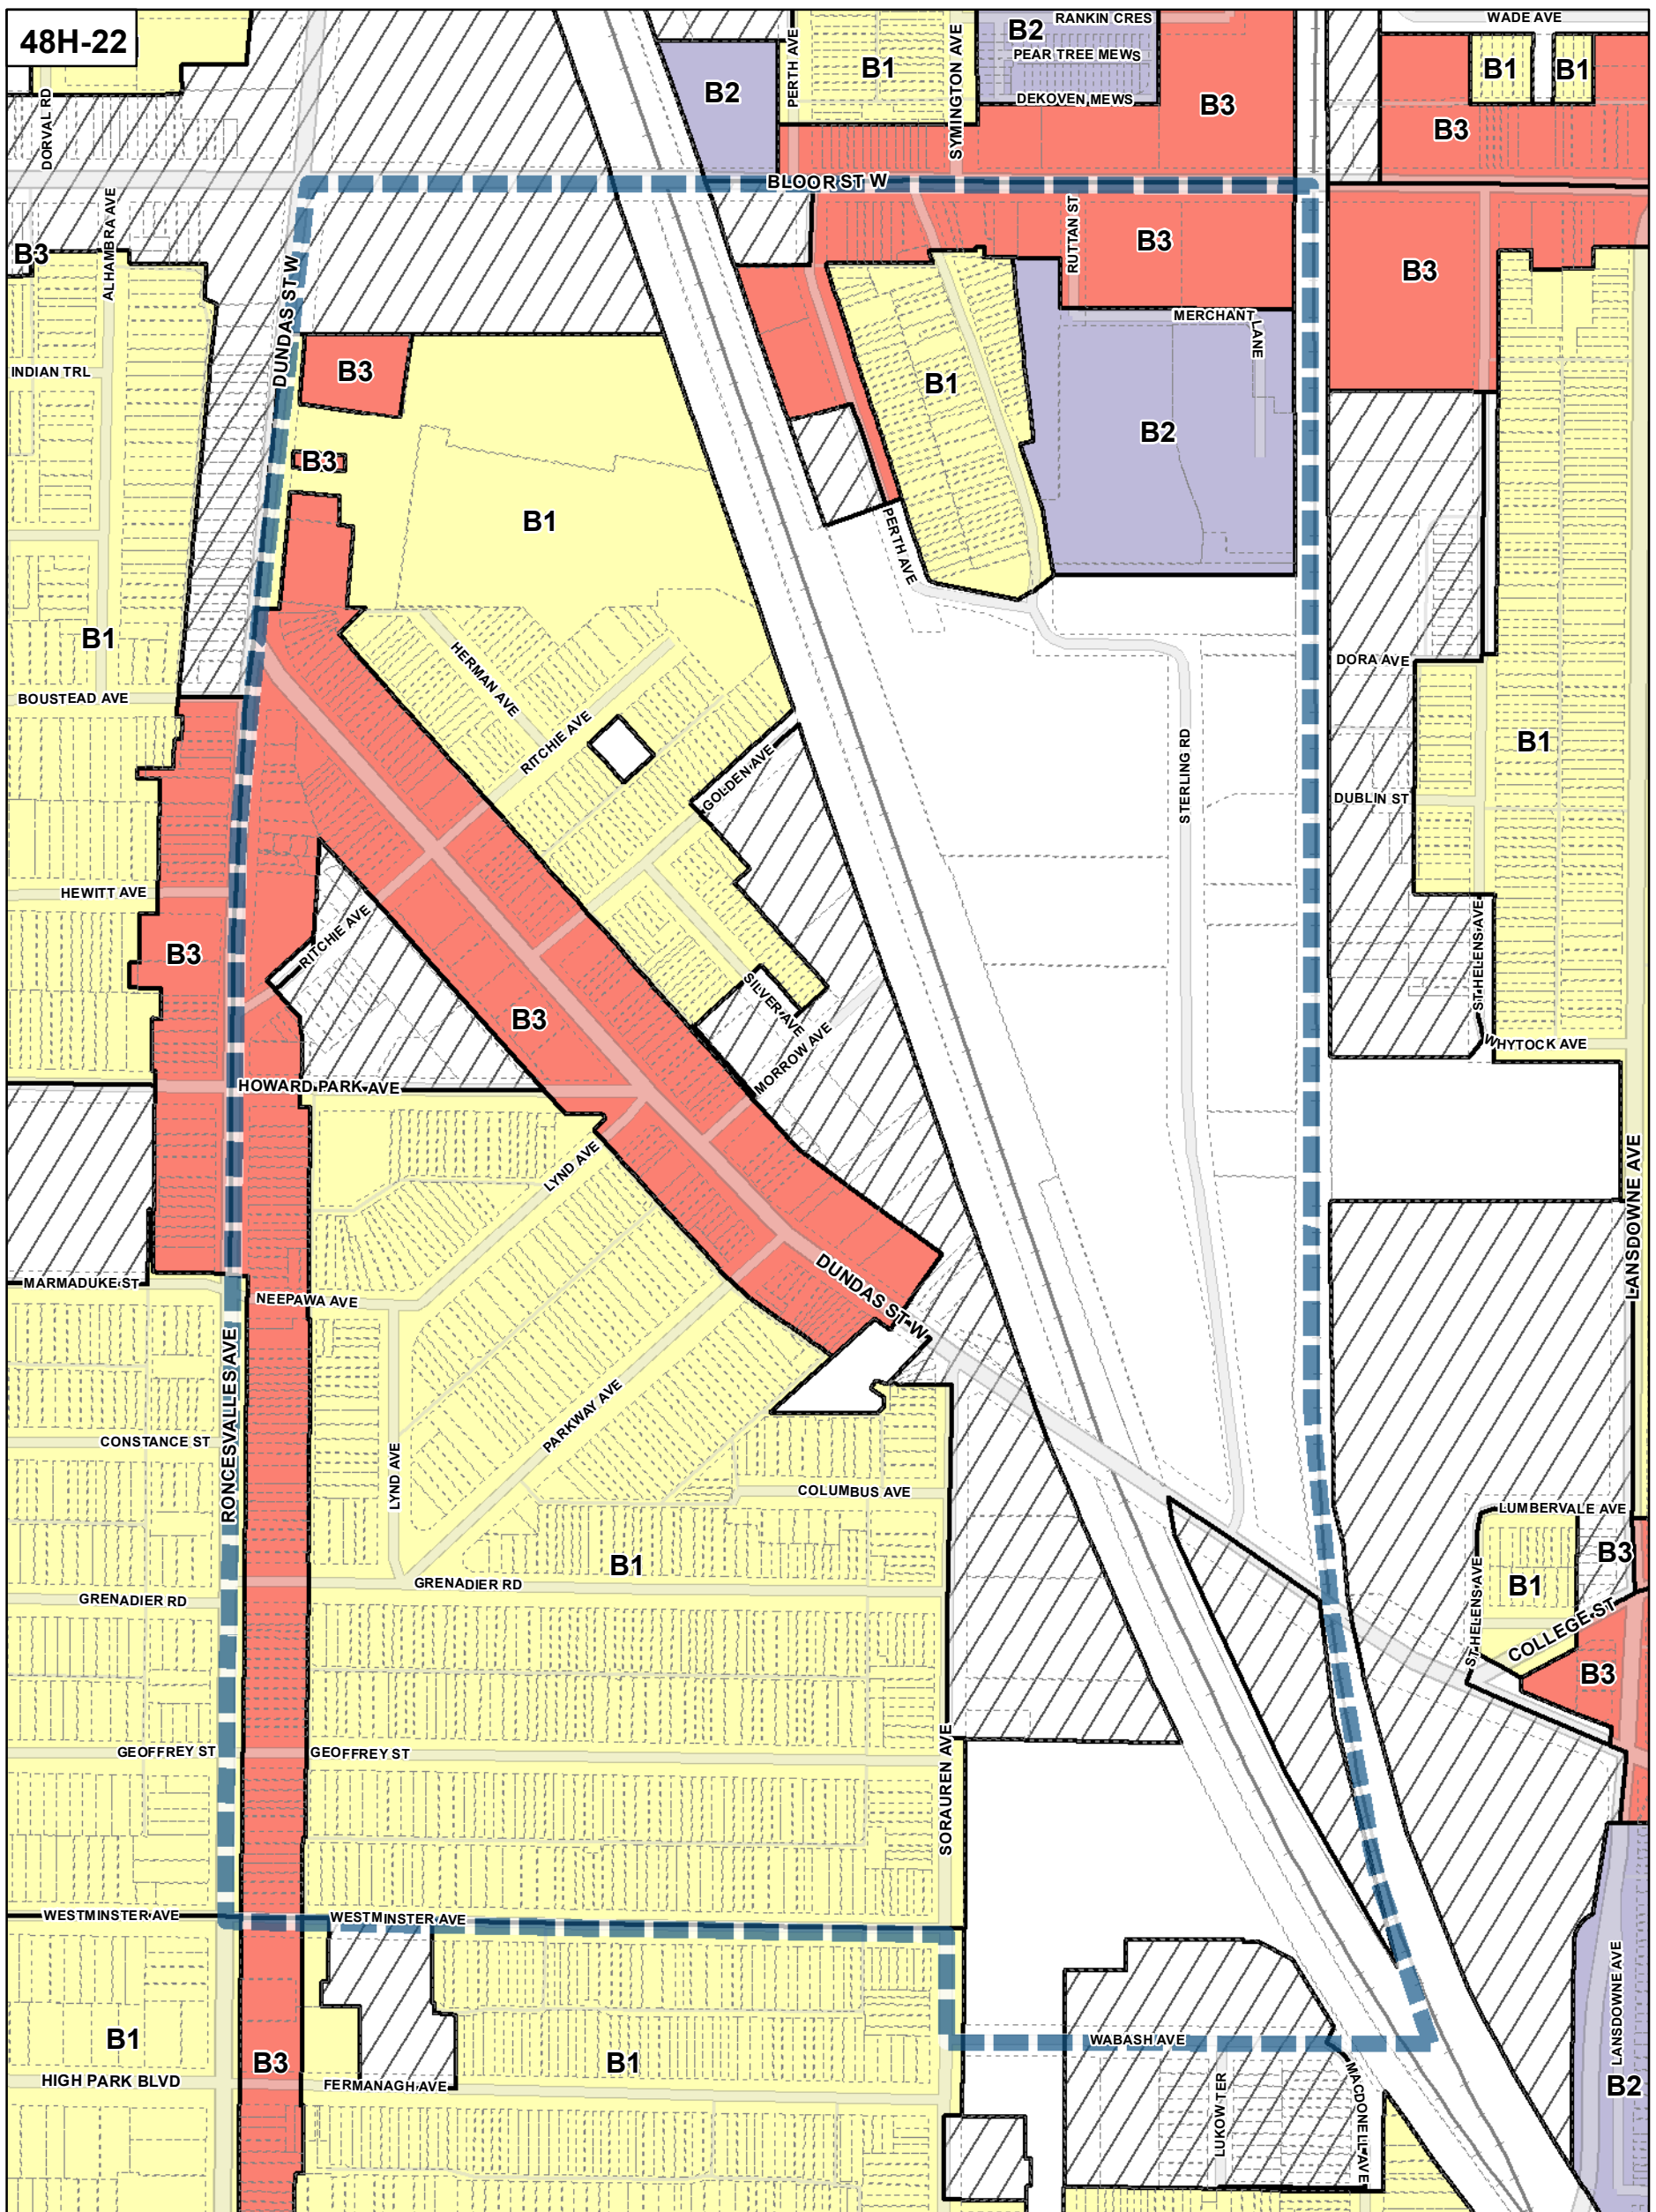 48H-22
RANKIN CRES
WADE AVE
B2
PEAR TREE MEWS
PERTH AVE
B1
SYMINGTON AVE
B1
B1
B2
DEKOVEN MEWS
B3
B3
DORVAL RD
BLOOR ST W
ALHAMBRA AVE
B3
DUNDAS ST W
RUTTAN ST
B3
B3
MERCHANT
LANE
INDIAN TRL
B3
B1
B2
B3
B1
PERTH AVE
B1
HERMAN AVE
DORA AVE
BOUSTEAD AVE
RITCHIE AVE
GOLDEN AVE
STERLING RD
B1
DUBLIN ST
HEWITT AVE
RITCHIE AVE
B3
SILVER AVE
ST HELENS AVE
B3
MORROW AVE
WHYTOCK AVE
HOWARD PARK AVE
LYND AVE
LANSDOWNE AVE
MARMADUKE ST
NEEPAWA AVE
DUNDAS ST W
RONCESVALLES AVE
PARKWAY AVE
CONSTANCE ST
LYND AVE
COLUMBUS AVE
LUMBERVALE AVE
B3
B1
B1
GRENADIER RD
GRENADIER RD
ST HELENS AVE
COLLEGE ST
B3
GEOFFREY ST
GEOFFREY ST
SORAUREN AVE
WESTMINSTER AVE
WESTMINSTER AVE
LANSDOWNE AVE
B1
B3
B1
WABASH AVE
HIGH PARK BLVD
FERMANAGH AVE
LUKOW TER
MACDONELL AVE
B2